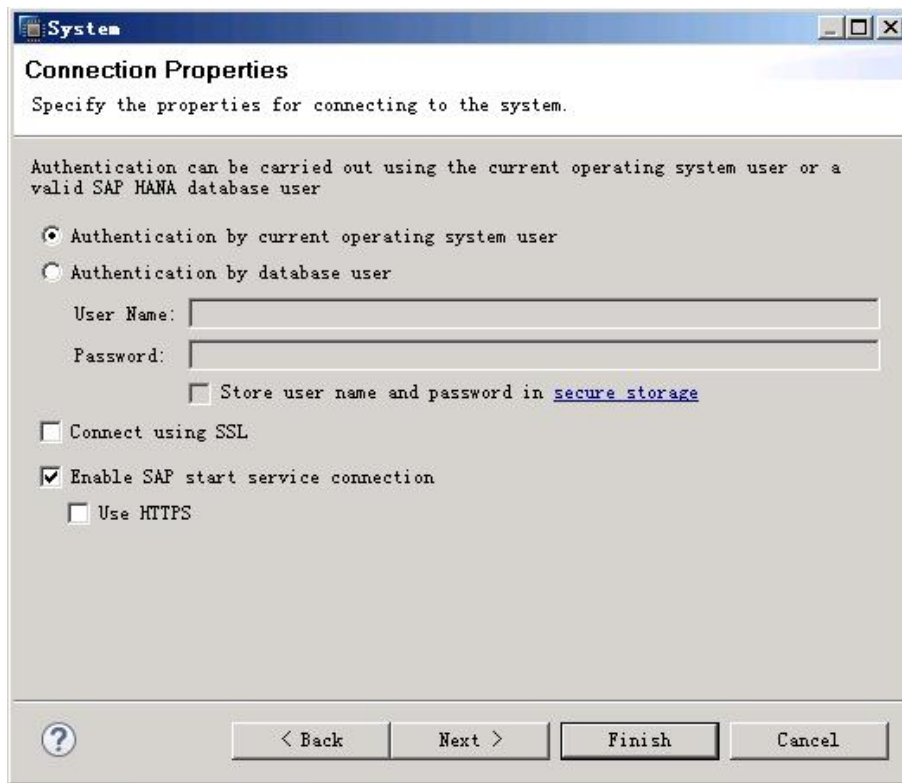 System
Connection Properties
Specify the properties for connecting to the system.
Authentication can be carried out using the current operating system user or a
valid SAP HANA database user
Authentication by current operating system user
Authentication by database user
User Name:
Password:
Store user name and password in secure storage
Connect using SSL
Enable SAP start service connection
Use HTTPS
?
< Back
Next >
Finish
Cancel